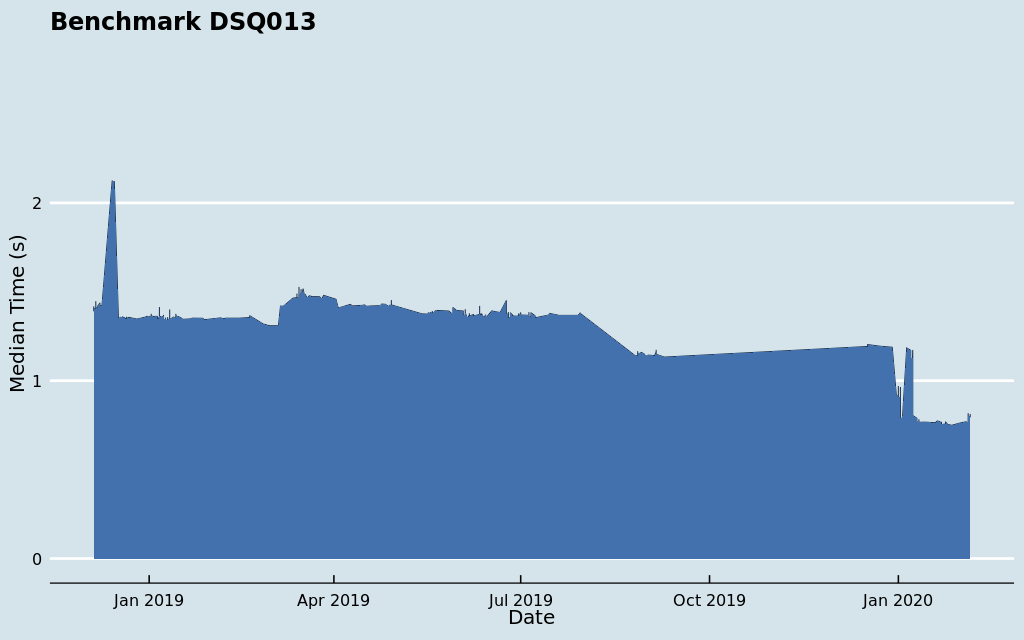 Benchmark DSQ013
Median Time (s)
2
1
0
Jan 2019
Apr 2019
Jul 2019
Oct 2019
Jan 2020
Date